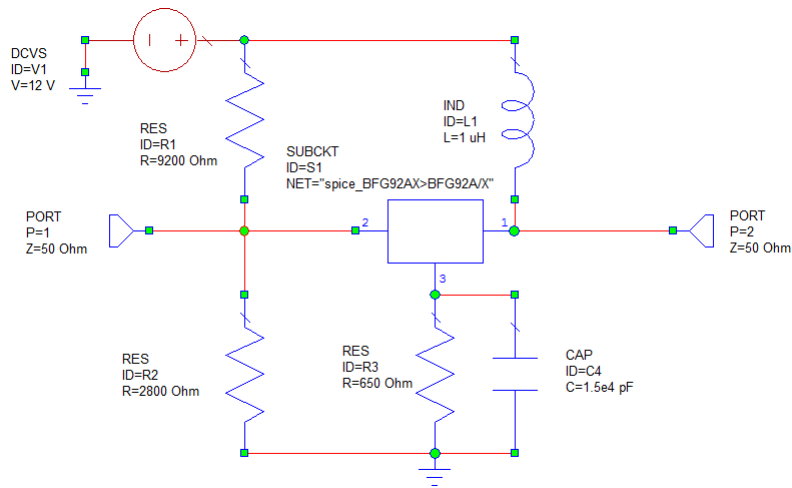 DCVS
ID=V1
V=12 V
- +
RES
ID=R1
R=9200 Ohm
IND
ID=L1
L=1 uH
SUBCKT
ID=S1
NET="spice_BFG92AX>BFG92A/X"
PORT
P=1
Z=50 Ohm
2
1
3
PORT
P=2
Z=50 Ohm
RES
ID=R2
R=2800 Ohm
RES
ID=R3
R=650 Ohm
CAP
ID=C4
C=1.5e4 pF